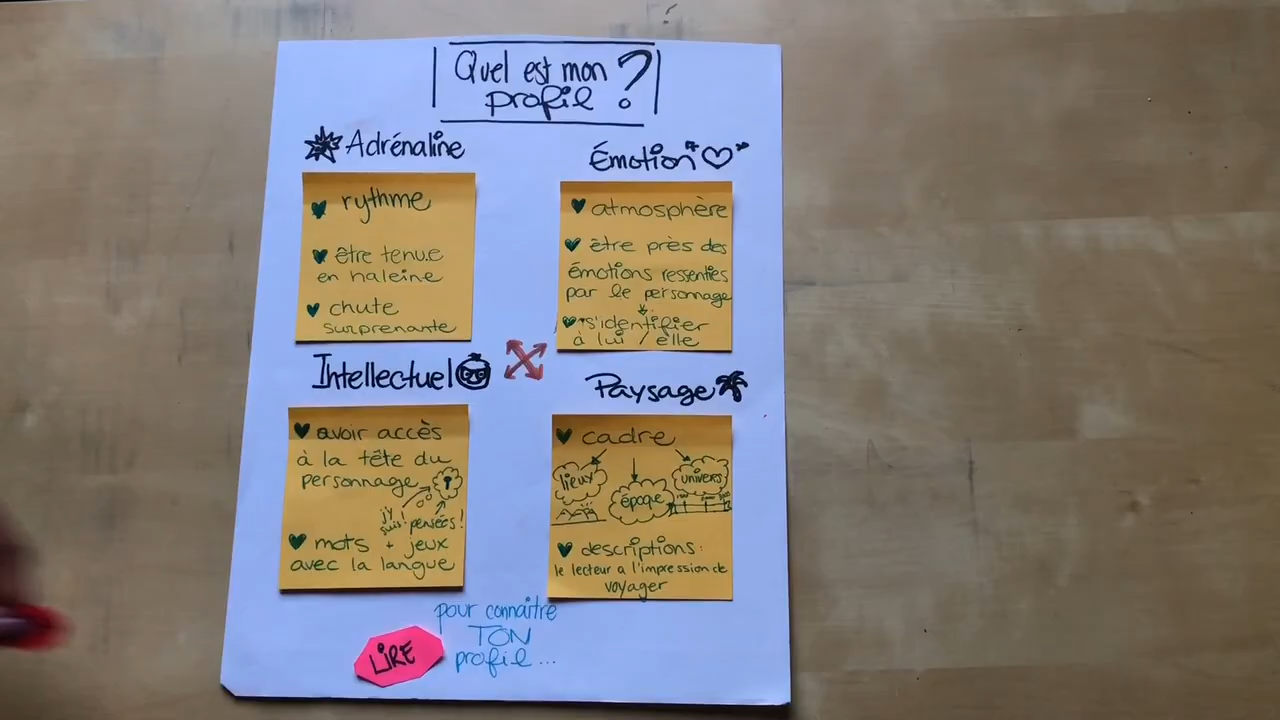 Quel est mon
profil ?
Adrénaline
rythme
être tenue
en haleine
chute
surprenante
Émotion
atmosphère
être près des
émotions ressenties
par le personnage
s'identifier
à lui / elle
Intellectuel
avoir accès
à la tête du
personnage
j'y
suis!
pensées!
mots + jeux
avec la langue
Paysage
cadre
lieux
époque
univers
descriptions:
le lecteur a l'impression de
voyager
pour connaître
TON
profil...
LIRE